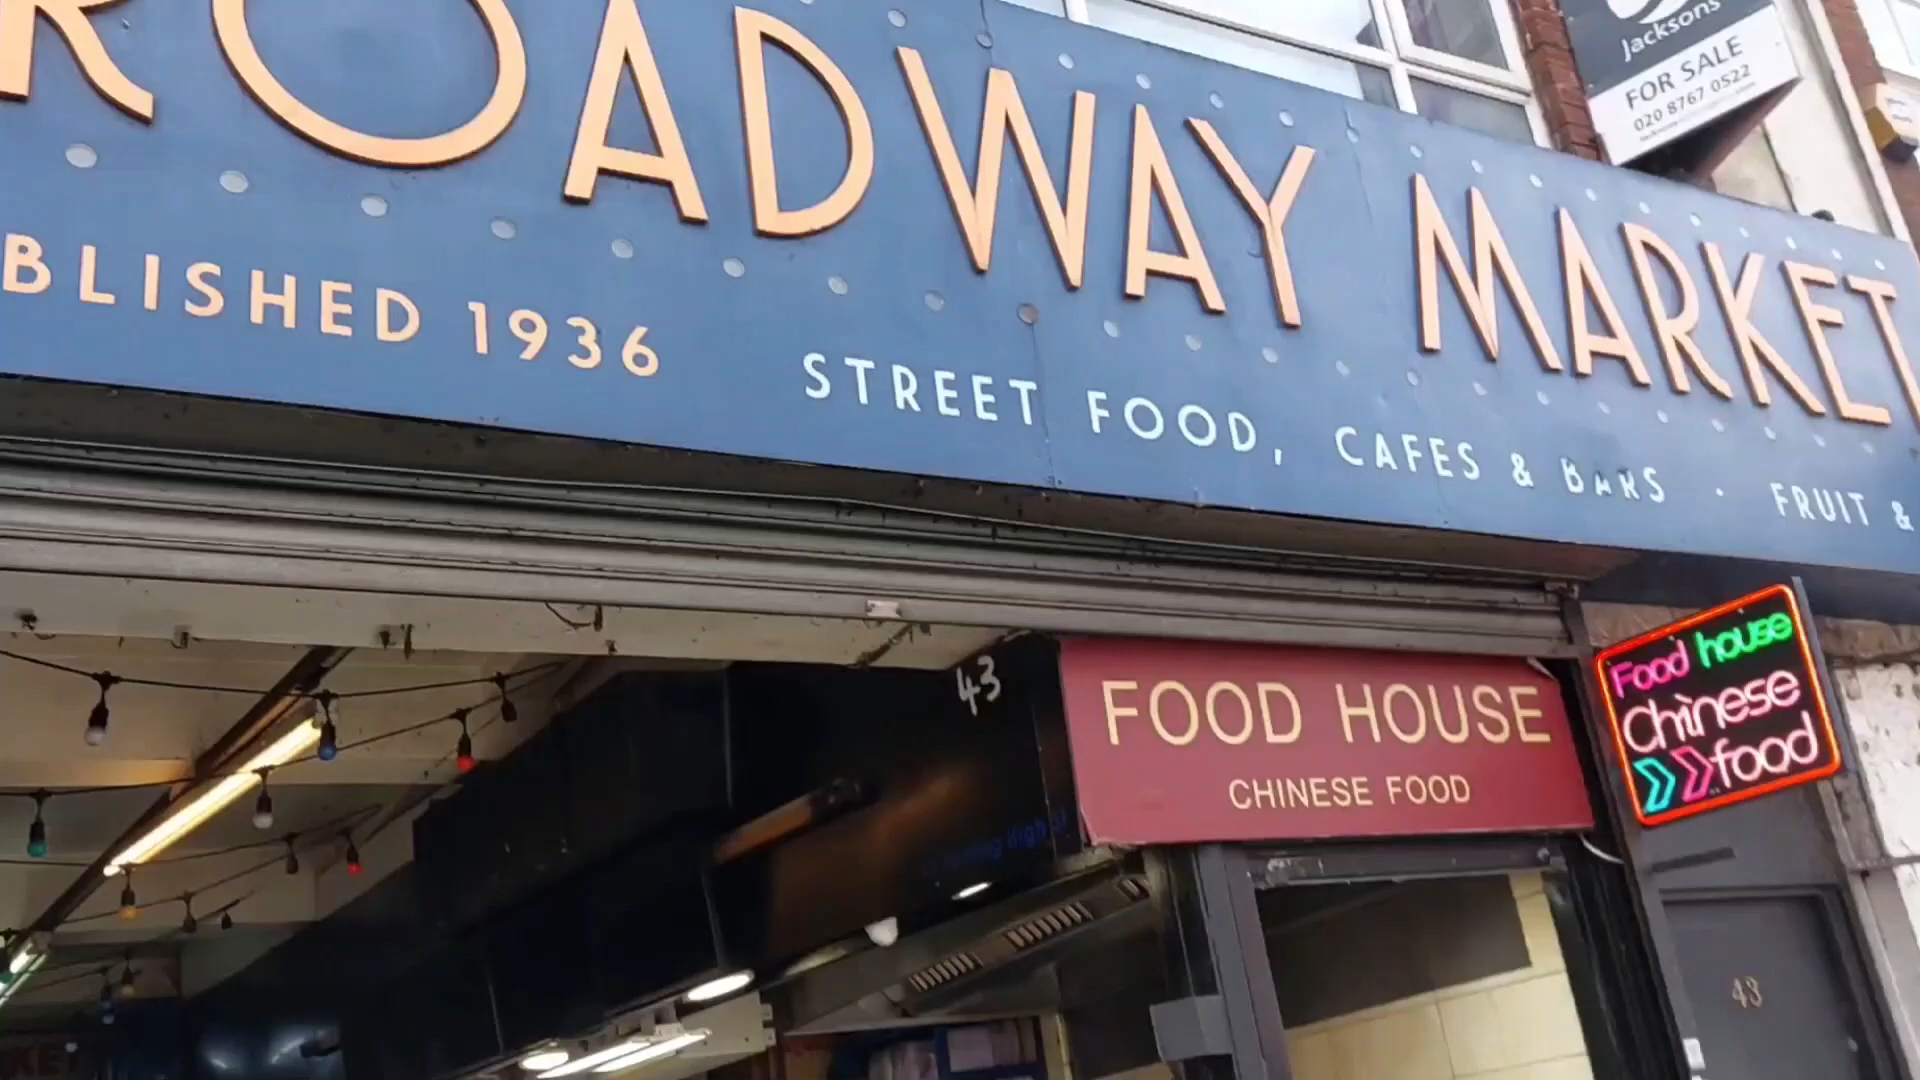 ROADWAY MARKET
BLISHED 1936
STREET FOOD, CAFES & BARS · FRUIT &
Jacksons
FOR SALE
020 8767 0522
43
FOOD HOUSE
CHINESE FOOD
Food house
Chinese
food
43